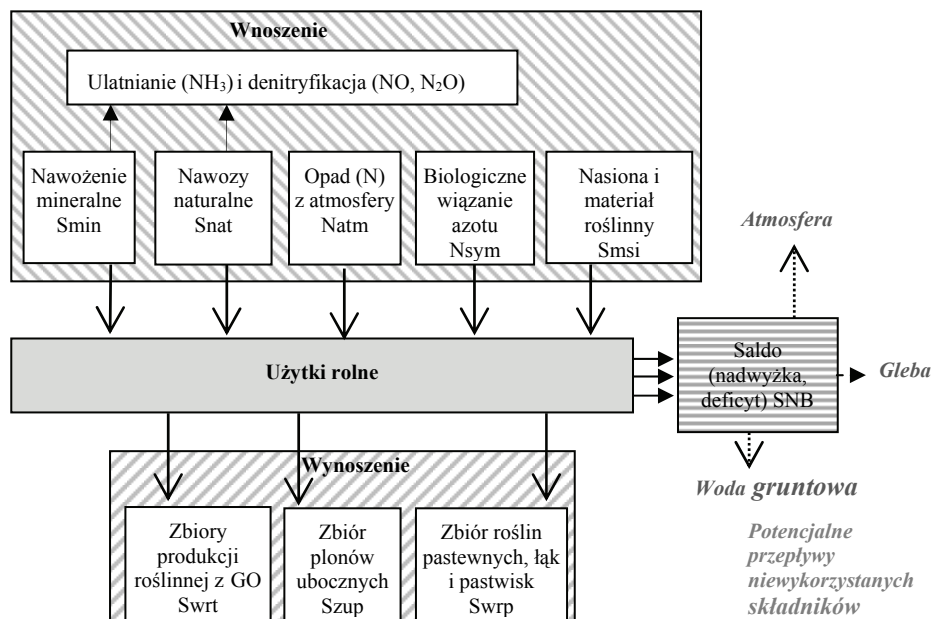 Wnoszenie
Ulatnianie (NH₃) i denitryfikacja (NO, N₂O)
Nawożenie
mineralne
Smin
Nawozy
naturalne
Snat
Opad (N)
z atmosfery
Natm
Biologiczne
wiązanie
azotu
Nsym
Nasiona i
materiał
roślinny
Smsi
Atmosfera
Użytki rolne
Saldo
(nadwyżka,
deficyt) SNB
Gleba
Woda gruntowa
Wynoszenie
Zbiory
produkcji
roślinnej z GO
Swrt
Zbiór
plonów
ubocznych
Szup
Zbiór roślin
pastewnych, łąk
i pastwisk
Swrp
Potencjalne
przepływy
niewykorzystanych
składników